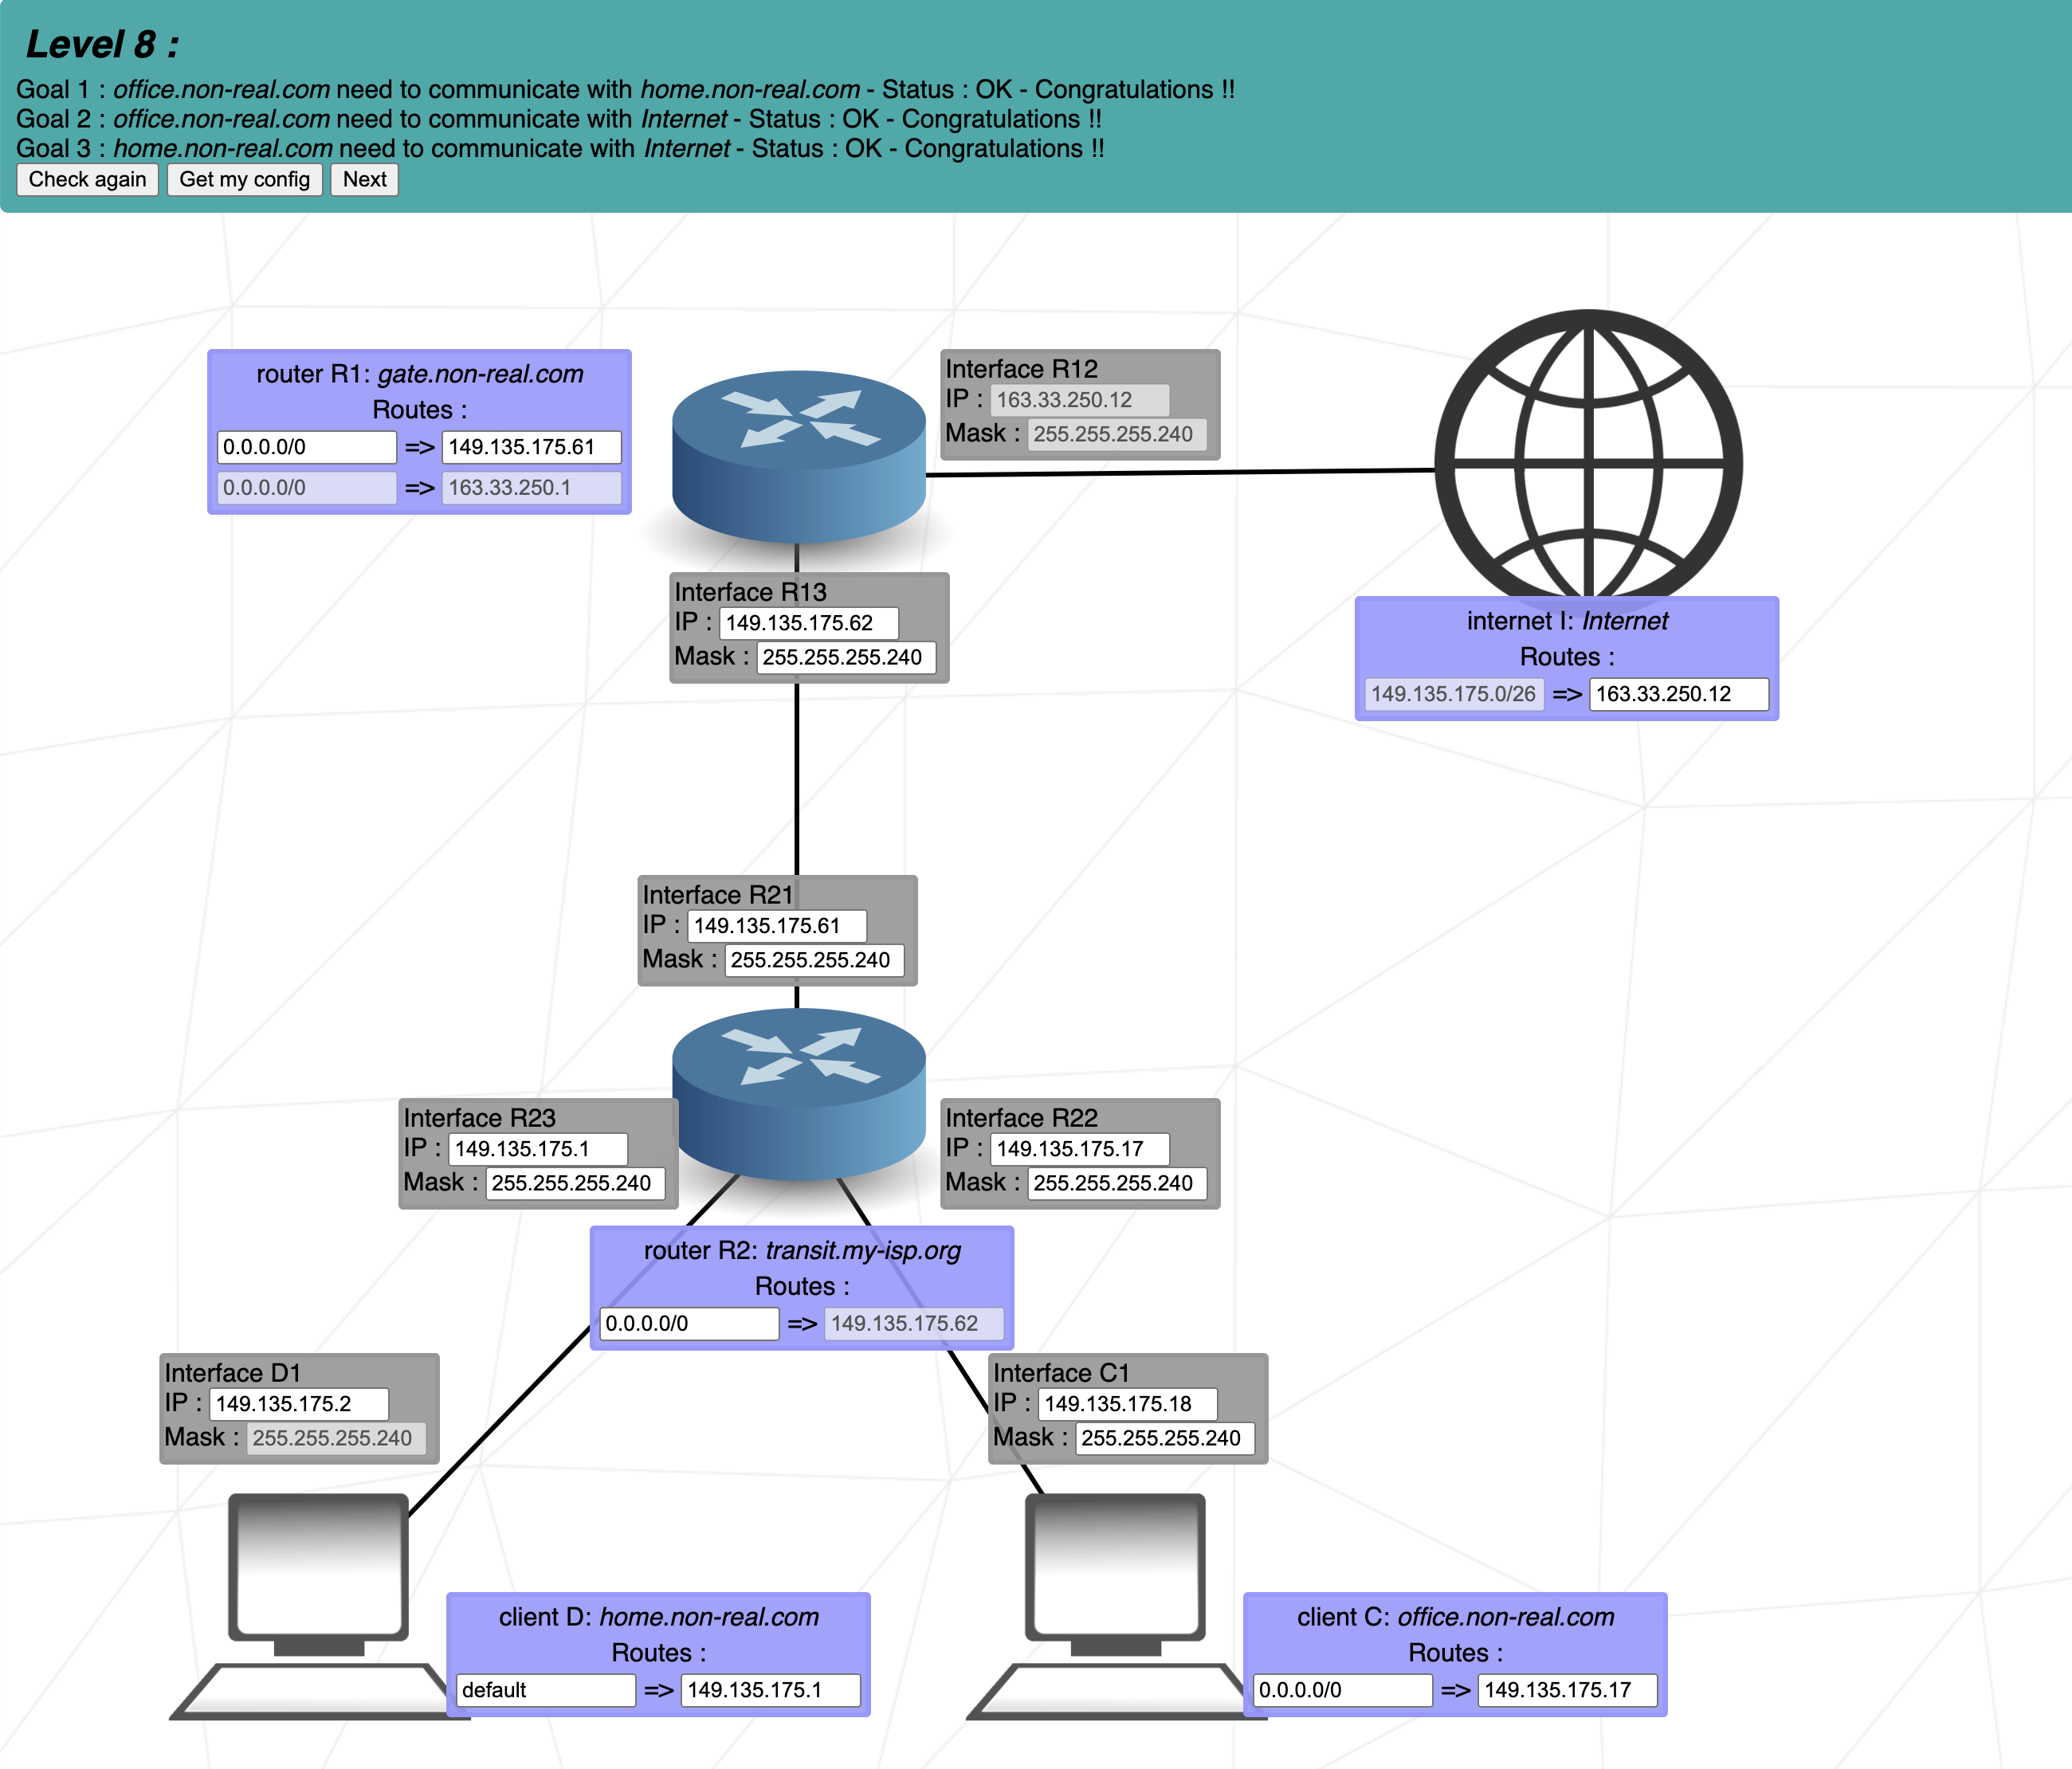 Level 8 :
Goal 1 : office.non-real.com need to communicate with home.non-real.com - Status : OK - Congratulations !!
Goal 2 : office.non-real.com need to communicate with Internet - Status : OK - Congratulations !!
Goal 3 : home.non-real.com need to communicate with Internet - Status : OK - Congratulations !!
Check again Get my config Next
router R1: gate.non-real.com
Routes :
0.0.0.0/0 => 149.135.175.61
0.0.0.0/0 => 163.33.250.1
Interface R12
IP : 163.33.250.12
Mask : 255.255.255.240
Interface R13
IP : 149.135.175.62
Mask : 255.255.255.240
internet I: Internet
Routes :
149.135.175.0/26 => 163.33.250.12
Interface R21
IP : 149.135.175.61
Mask : 255.255.255.240
Interface R23
IP : 149.135.175.1
Mask : 255.255.255.240
Interface R22
IP : 149.135.175.17
Mask : 255.255.255.240
router R2: transit.my-isp.org
Routes :
0.0.0.0/0 => 149.135.175.62
Interface D1
IP : 149.135.175.2
Mask : 255.255.255.240
Interface C1
IP : 149.135.175.18
Mask : 255.255.255.240
client D: home.non-real.com
Routes :
default => 149.135.175.1
client C: office.non-real.com
Routes :
0.0.0.0/0 => 149.135.175.17